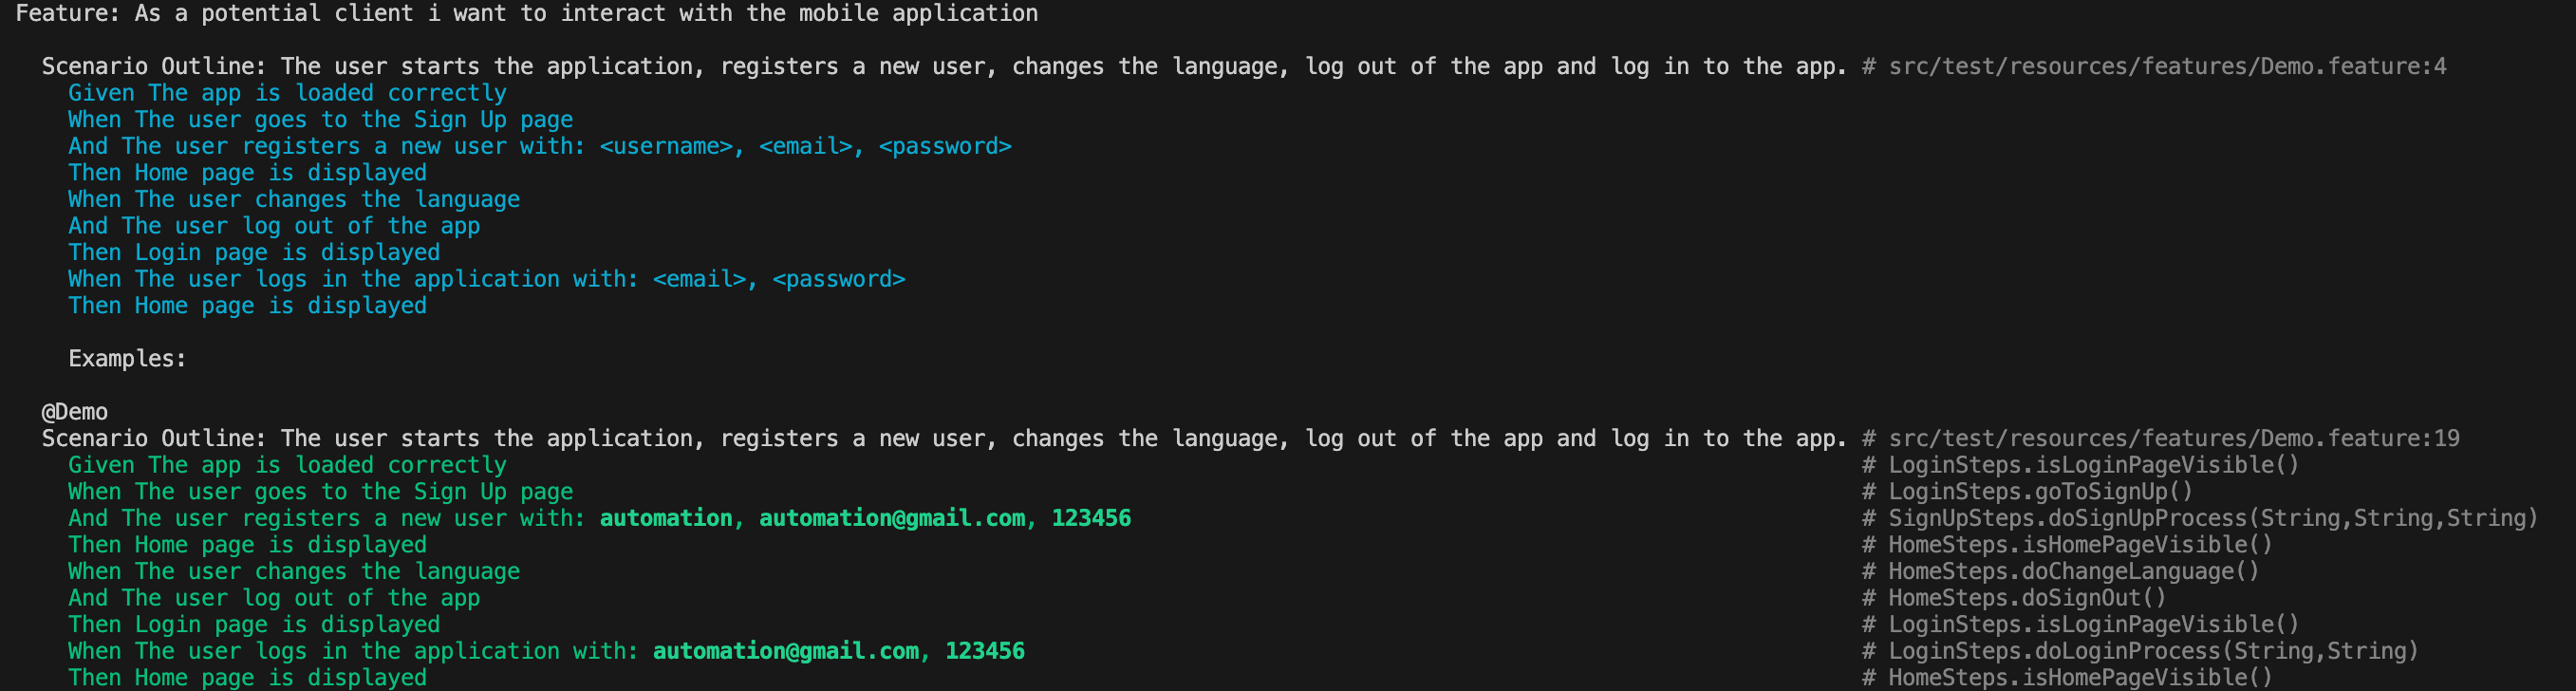 Feature: As a potential client i want to interact with the mobile application
Scenario Outline: The user starts the application, registers a new user, changes the language, log out of the app and log in to the app. # src/test/resources/features/Demo.feature:4
Given The app is loaded correctly
When The user goes to the Sign Up page
And The user registers a new user with: <username>, <email>, <password>
Then Home page is displayed
When The user changes the language
And The user log out of the app
Then Login page is displayed
When The user logs in the application with: <email>, <password>
Then Home page is displayed
Examples:
@Demo
Scenario Outline: The user starts the application, registers a new user, changes the language, log out of the app and log in to the app. # src/test/resources/features/Demo.feature:19
Given The app is loaded correctly # LoginSteps.isLoginPageVisible()
When The user goes to the Sign Up page # LoginSteps.goToSignUp()
And The user registers a new user with: automation, automation@gmail.com, 123456 # SignUpSteps.doSignUpProcess(String,String,String)
Then Home page is displayed # HomeSteps.isHomePageVisible()
When The user changes the language # HomeSteps.doChangeLanguage()
And The user log out of the app # HomeSteps.doSignOut()
Then Login page is displayed # LoginSteps.isLoginPageVisible()
When The user logs in the application with: automation@gmail.com, 123456 # LoginSteps.doLoginProcess(String,String)
Then Home page is displayed # HomeSteps.isHomePageVisible()